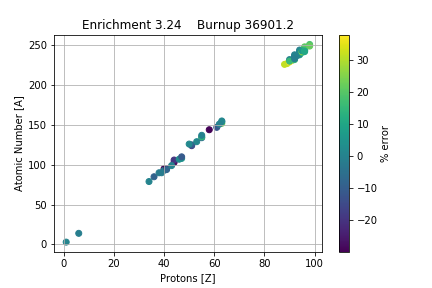 Enrichment 3.24    Burnup 36901.2
250
200
150
100
50
0
Atomic Number [A]
0 20 40 60 80 100
Protons [Z]
30
20
10
0
−10
−20
% error